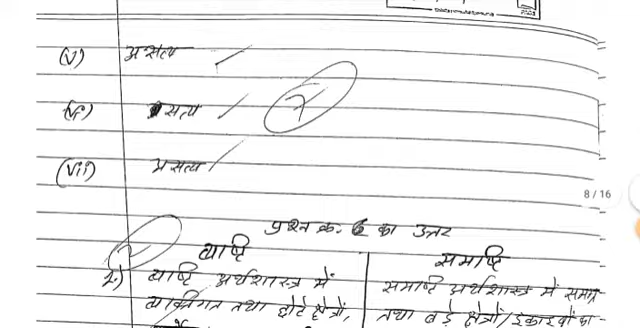 (v) असत्य
(vi) सत्य
7
(vii) असत्य
8 / 16
प्रश्न क्र. 6 का उत्तर
व्यष्टि समष्टि
1.) व्यष्टि अर्थशास्त्र में समष्टि अर्थशास्त्र में समग्र
व्यक्तिगत तथा छोटे क्षेत्रों, तथा बड़े क्षेत्रों / इकाइयों का